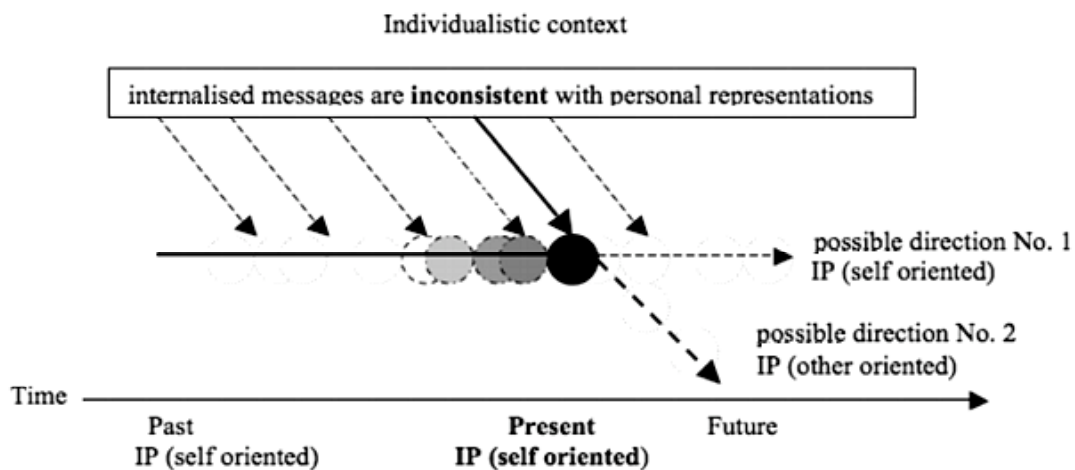 Individualistic context
internalised messages are inconsistent with personal representations
possible direction No. 1
IP (self oriented)
possible direction No. 2
IP (other oriented)
Time
Past
IP (self oriented)
Present
IP (self oriented)
Future